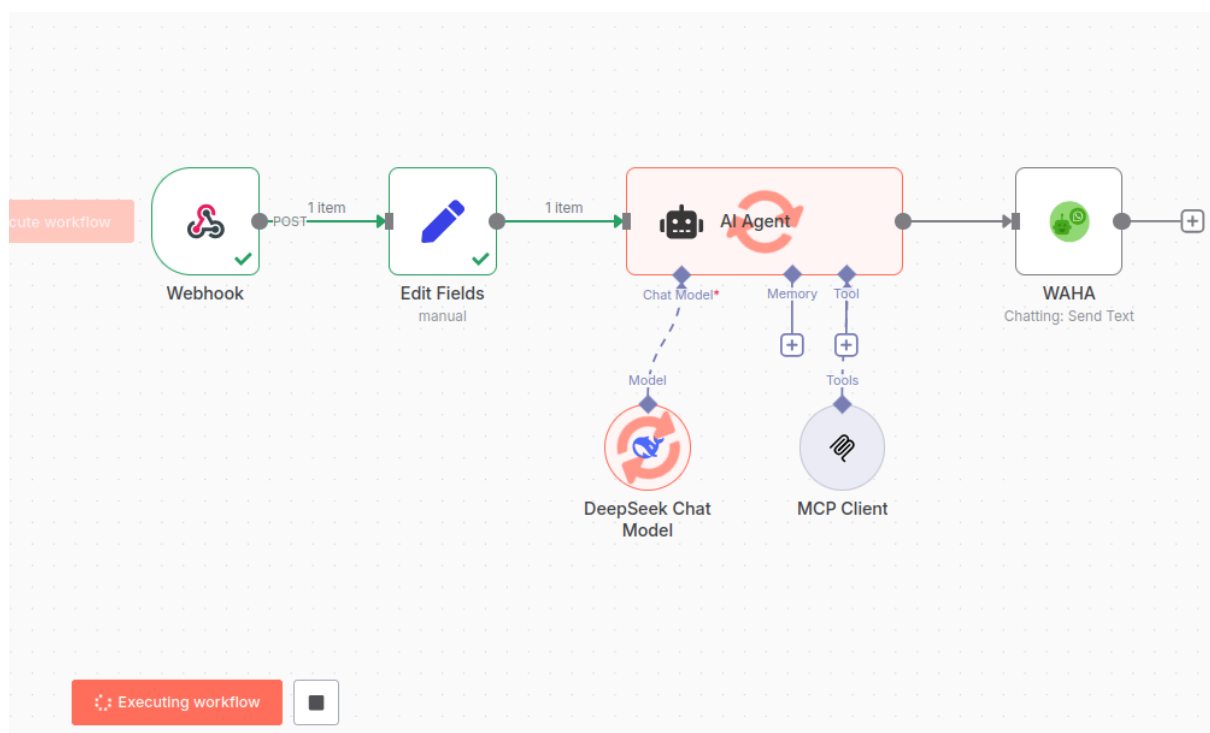 cute workflow
POST
1 item
1 item
AI Agent
Webhook
Edit Fields
manual
Chat Model*
Memory
Tool
WAHA
Chatting: Send Text
Model
Tools
DeepSeek Chat
Model
MCP Client
Executing workflow